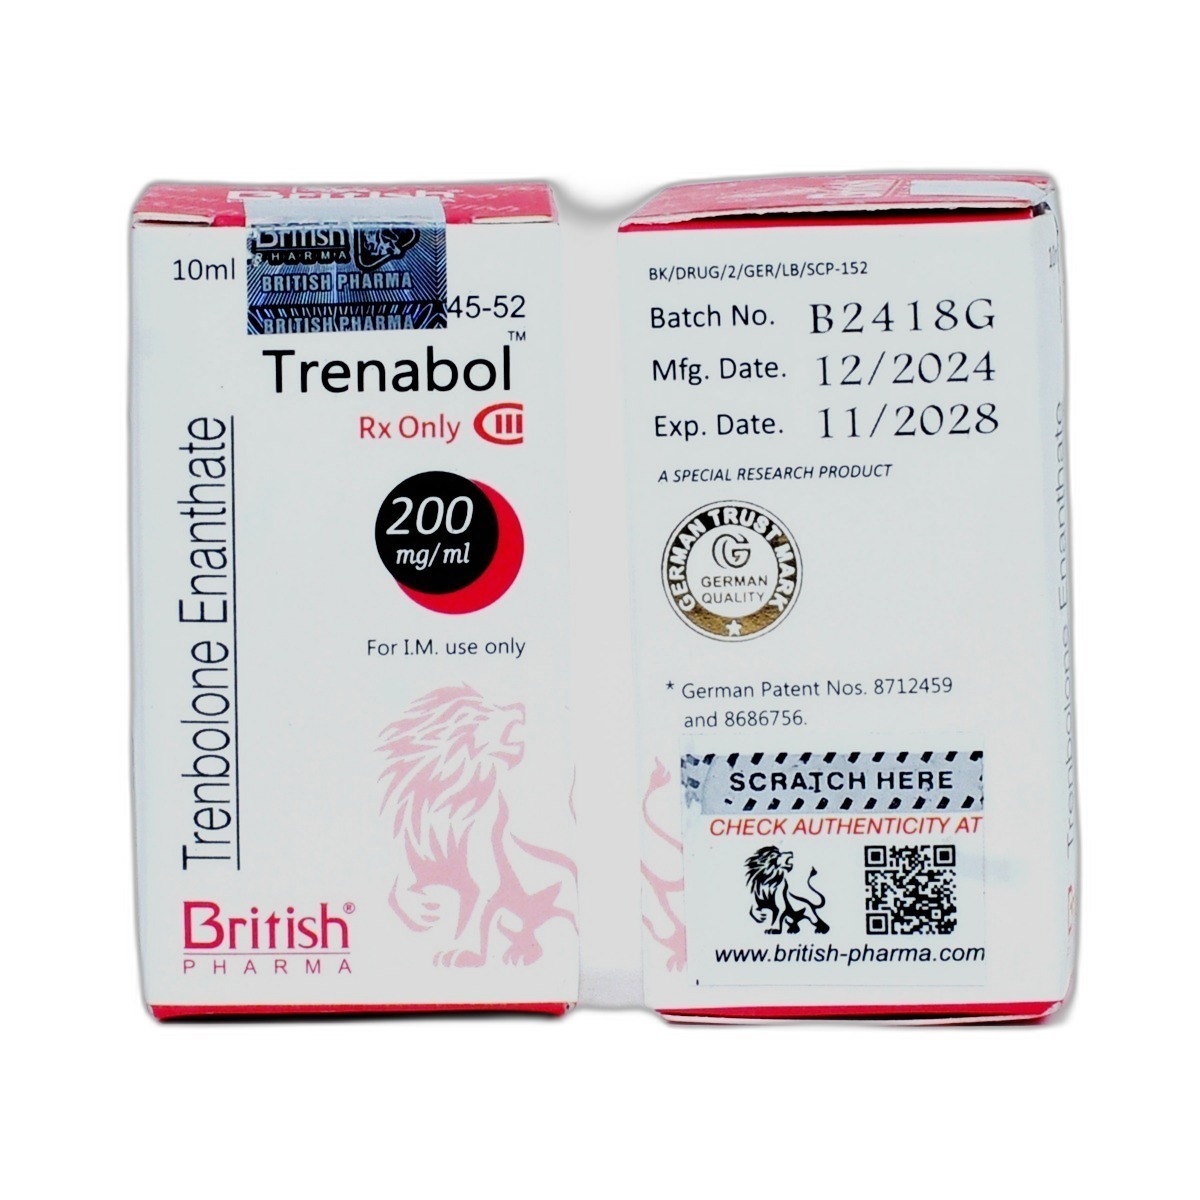 British
British
PHARMA
BRITISH PHARMA
BRITISH PHARMA
10ml
45-52
Trenabol™
Rx Only CIII
200
mg/ml
For I.M. use only
Trenbolone Enanthate
British®
PHARMA
BK/DRUG/2/GER/LB/SCP-152
Batch No. B2418G
Mfg. Date. 12/2024
Exp. Date. 11/2028
A SPECIAL RESEARCH PRODUCT
GERMAN TRUST MARK
G
GERMAN
QUALITY
* German Patent Nos. 8712459
and 8686756.
SCRATCH HERE
CHECK AUTHENTICITY AT
www.british-pharma.com
Trenbolone Enanthate